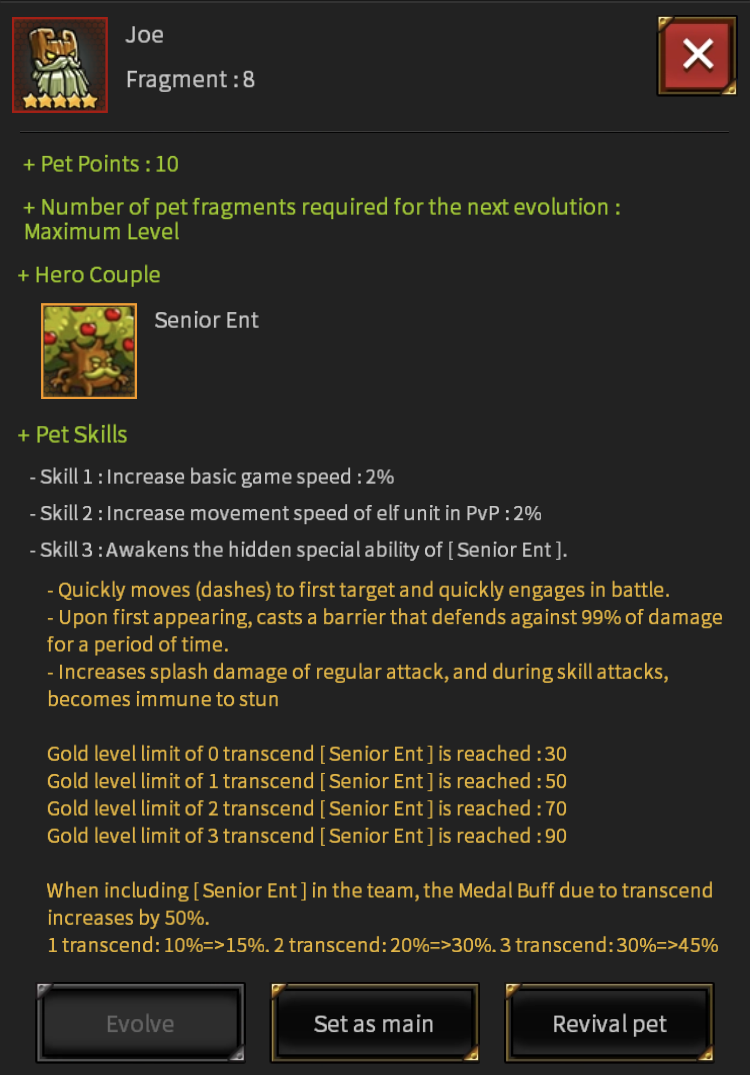 Joe
Fragment : 8
+ Pet Points : 10
+ Number of pet fragments required for the next evolution :
Maximum Level
+ Hero Couple
Senior Ent
+ Pet Skills
- Skill 1 : Increase basic game speed : 2%
- Skill 2 : Increase movement speed of elf unit in PvP : 2%
- Skill 3 : Awakens the hidden special ability of [ Senior Ent ].
- Quickly moves (dashes) to first target and quickly engages in battle.
- Upon first appearing, casts a barrier that defends against 99% of damage
for a period of time.
- Increases splash damage of regular attack, and during skill attacks,
becomes immune to stun
Gold level limit of 0 transcend [ Senior Ent ] is reached : 30
Gold level limit of 1 transcend [ Senior Ent ] is reached : 50
Gold level limit of 2 transcend [ Senior Ent ] is reached : 70
Gold level limit of 3 transcend [ Senior Ent ] is reached : 90
When including [ Senior Ent ] in the team, the Medal Buff due to transcend
increases by 50%.
1 transcend: 10%=>15%. 2 transcend: 20%=>30%. 3 transcend: 30%=>45%
Evolve
Set as main
Revival pet